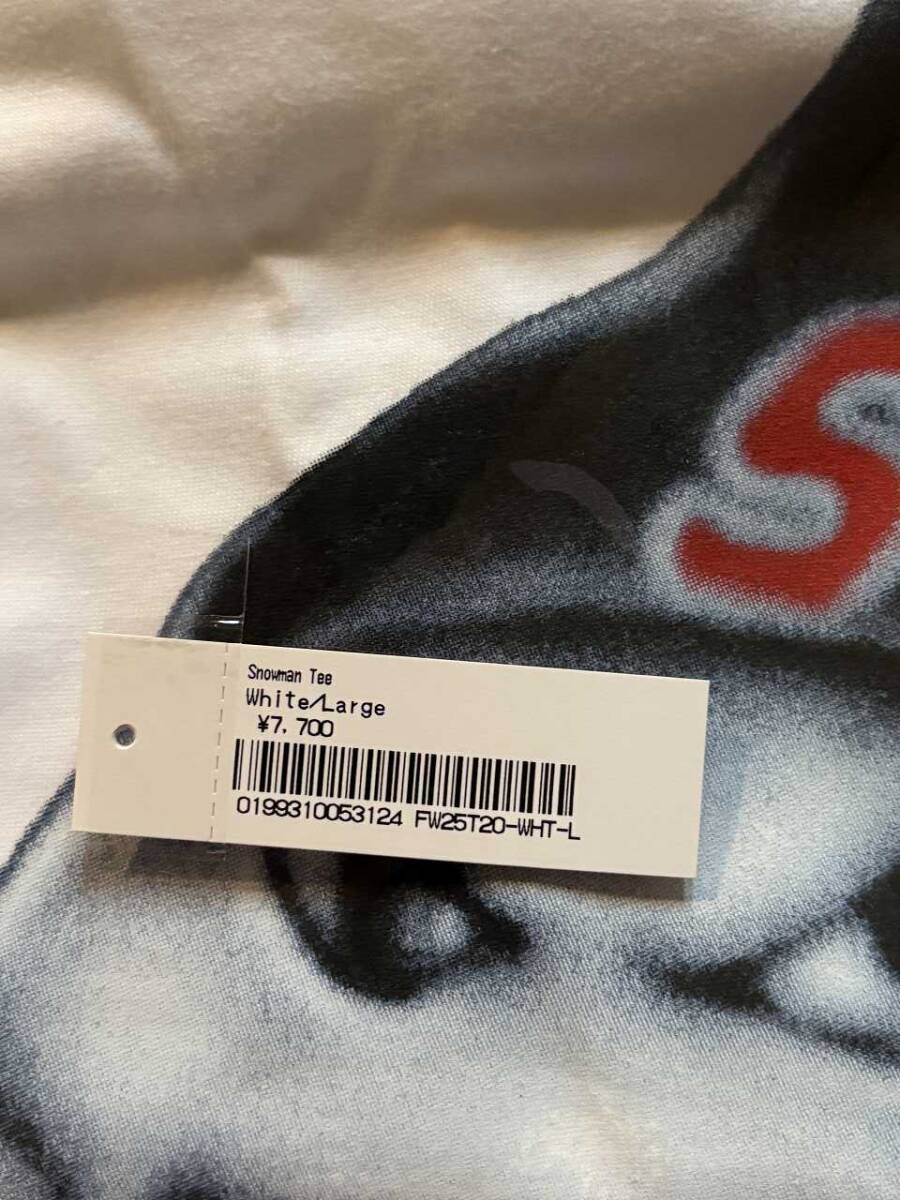 S
Snowman Tee
White/Large
¥7,700
0199310053124 FW25T20-WHT-L